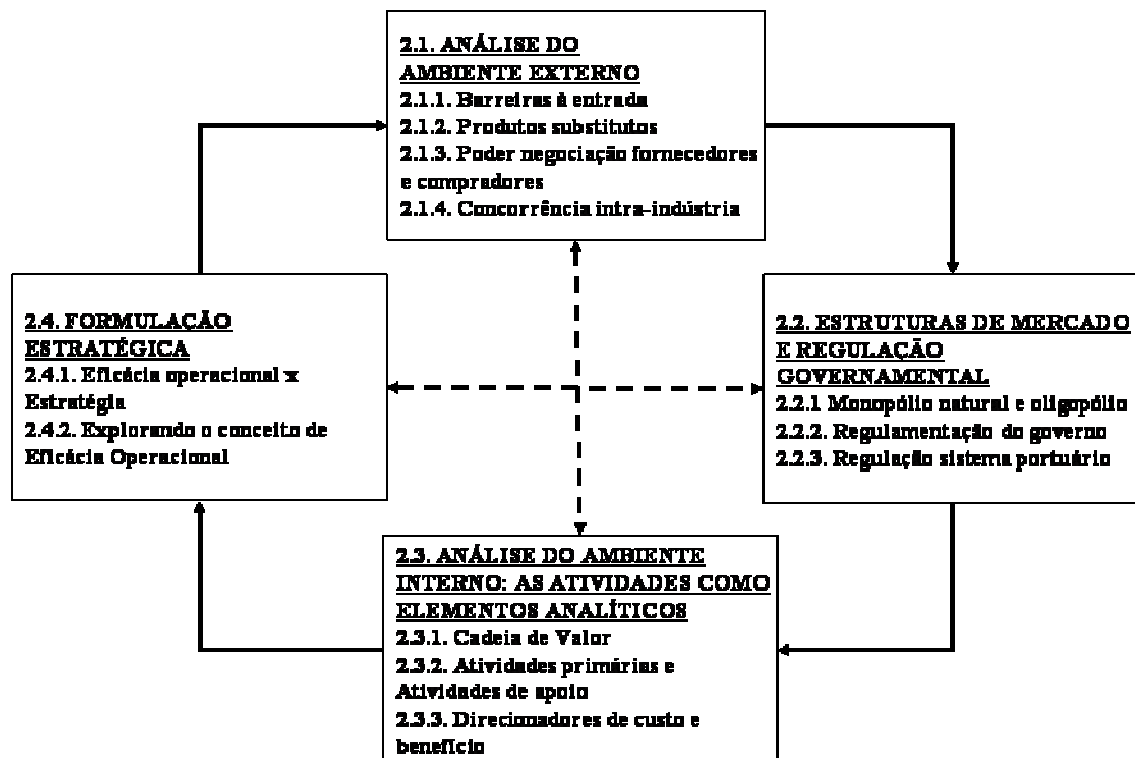 2.1. ANÁLISE DO
AMBIENTE EXTERNO
2.1.1. Barreiras à entrada
2.1.2. Produtos substitutos
2.1.3. Poder negociação fornecedores
e compradores
2.1.4. Concorrência intra-indústria
2.4. FORMULAÇÃO
ESTRATÉGICA
2.4.1. Eficácia operacional x
Estratégia
2.4.2. Explorando o conceito de
Eficácia Operacional
2.2. ESTRUTURAS DE MERCADO
E REGULAÇÃO
GOVERNAMENTAL
2.2.1 Monopólio natural e oligopólio
2.2.2. Regulamentação do governo
2.2.3. Regulação sistema portuário
2.3. ANÁLISE DO AMBIENTE
INTERNO: AS ATIVIDADES COMO
ELEMENTOS ANALÍTICOS
2.3.1. Cadeia de Valor
2.3.2. Atividades primárias e
Atividades de apoio
2.3.3. Direcionadores de custo e
benefício